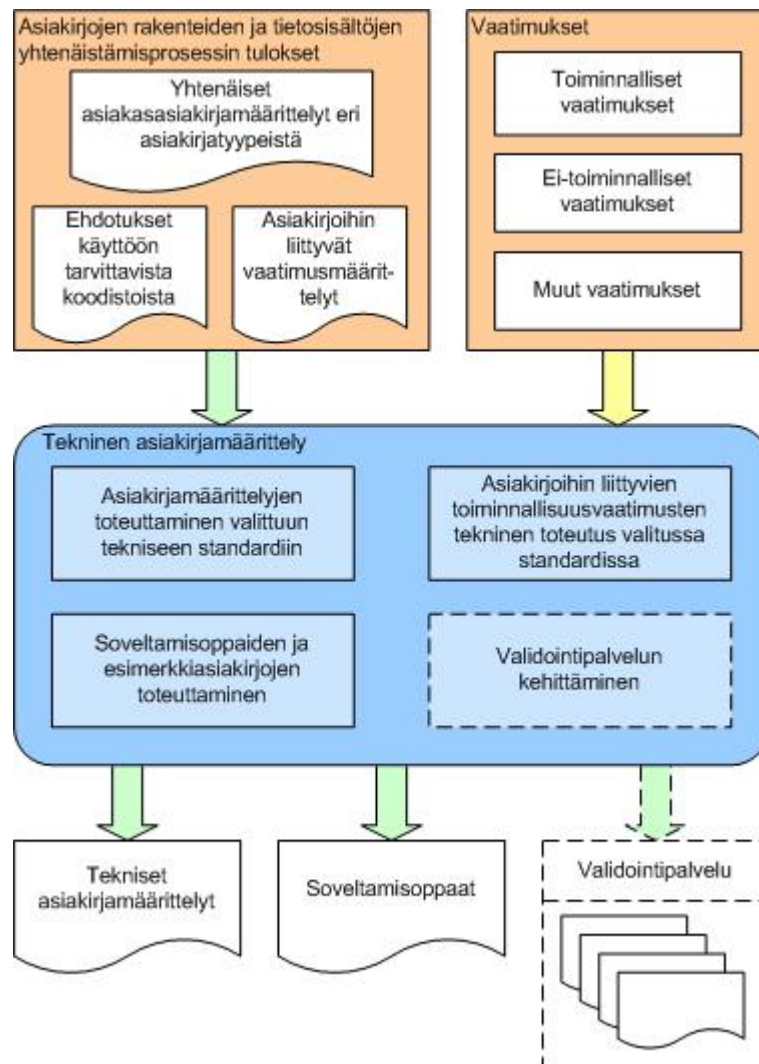 Asiakirjojen rakenteiden ja tietosisältöjen
yhtenäistämisprosessin tulokset
Yhtenäiset
asiakasasiakirjamäärittelyt eri
asiakirjatyypeistä
Ehdotukset
käyttöön
tarvittavista
koodistoista
Asiakirjoihin
liittyvät
vaatimusmäärit-
telyt
Vaatimukset
Toiminnalliset
vaatimukset
Ei-toiminnalliset
vaatimukset
Muut vaatimukset
Tekninen asiakirjamäärittely
Asiakirjamäärittelyjen
toteuttaminen valittuun
tekniseen standardiin
Asiakirjoihin liittyvien
toiminnallisuusvaatimusten
tekninen toteutus valitussa
standardissa
Soveltamisoppaiden ja
esimerkkiasiakirjojen
toteuttaminen
Validointipalvelun
kehittäminen
Tekniset
asiakirjamäärittelyt
Soveltamisoppaat
Validointipalvelu